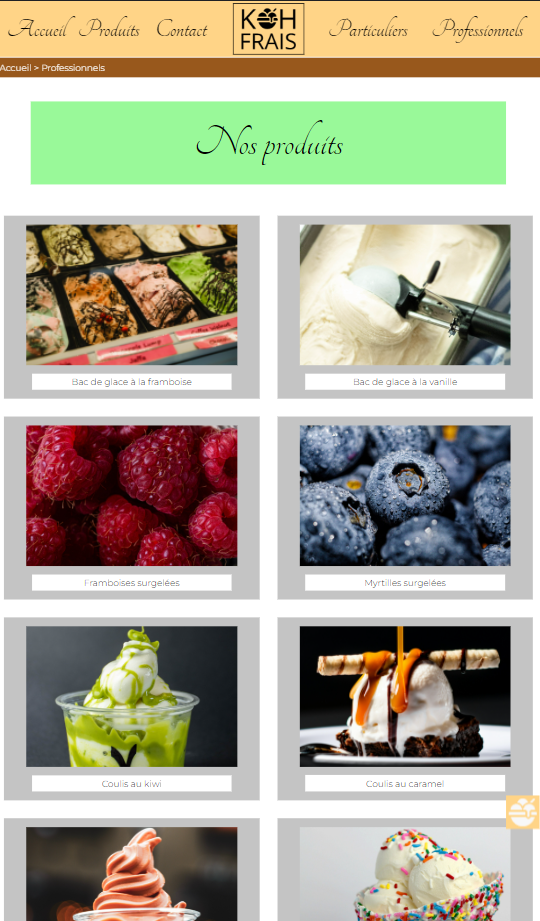 Accueil Produits Contact KOH FRAIS Particuliers Professionnels
Accueil > Professionnels
Nos produits
Bac de glace à la framboise
Bac de glace à la vanille
Framboises surgelées
Myrtilles surgelées
Coulis au kiwi
Coulis au caramel